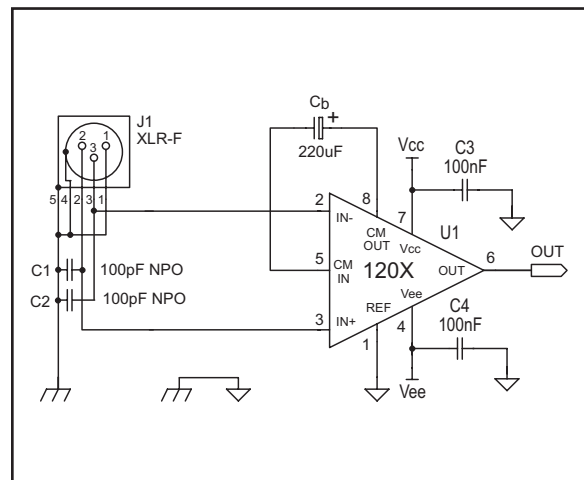 J1
XLR-F
2 1
3
5 4 2 3 1
C1 100pF NPO
C2 100pF NPO
Cb +
220uF
Vcc
C3
100nF
8
7
2 IN-
CM
OUT
Vcc
U1
5 CM
IN
120X
OUT 6 OUT
REF
Vee
3 IN+
1
4
C4
100nF
Vee